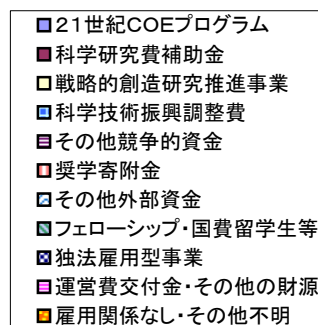 21世紀COEプログラム
科学研究費補助金
戦略的創造研究推進事業
科学技術振興調整費
その他競争的資金
奨学寄附金
その他外部資金
フェローシップ・国費留学生等
独法雇用型事業
運営費交付金・その他の財源
雇用関係なし・その他不明